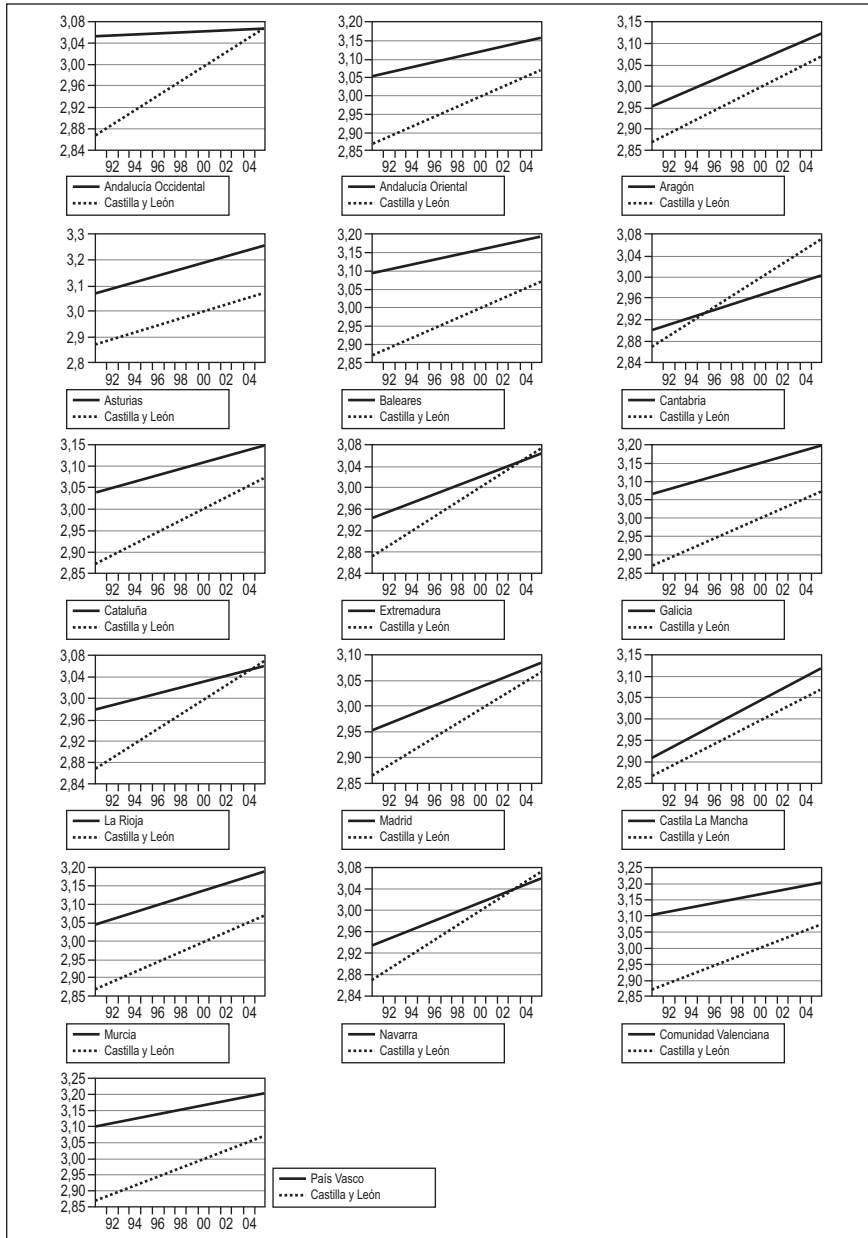 3,08
3,04
3,00
2,96
2,92
2,88
2,84
92 94 96 98 00 02 04
Andalucía Occidental
Castilla y León
3,20
3,15
3,10
3,05
3,00
2,95
2,90
2,85
92 94 96 98 00 02 04
Andalucía Oriental
Castilla y León
3,15
3,10
3,05
3,00
2,95
2,90
2,85
92 94 96 98 00 02 04
Aragón
Castilla y León
3,3
3,2
3,1
3,0
2,9
2,8
92 94 96 98 00 02 04
Asturias
Castilla y León
3,20
3,15
3,10
3,05
3,00
2,95
2,90
2,85
92 94 96 98 00 02 04
Baleares
Castilla y León
3,08
3,04
3,00
2,96
2,92
2,88
2,84
92 94 96 98 00 02 04
Cantabria
Castilla y León
3,15
3,10
3,05
3,00
2,95
2,90
2,85
92 94 96 98 00 02 04
Cataluña
Castilla y León
3,08
3,04
3,00
2,96
2,92
2,88
2,84
92 94 96 98 00 02 04
Extremadura
Castilla y León
3,20
3,15
3,10
3,05
3,00
2,95
2,90
2,85
92 94 96 98 00 02 04
Galicia
Castilla y León
3,08
3,04
3,00
2,96
2,92
2,88
2,84
92 94 96 98 00 02 04
La Rioja
Castilla y León
3,10
3,05
3,00
2,95
2,90
2,85
92 94 96 98 00 02 04
Madrid
Castilla y León
3,15
3,10
3,05
3,00
2,95
2,90
2,85
92 94 96 98 00 02 04
Castila La Mancha
Castilla y León
3,20
3,15
3,10
3,05
3,00
2,95
2,90
2,85
92 94 96 98 00 02 04
Murcia
Castilla y León
3,08
3,04
3,00
2,96
2,92
2,88
2,84
92 94 96 98 00 02 04
Navarra
Castilla y León
3,25
3,20
3,15
3,10
3,05
3,00
2,95
2,90
2,85
92 94 96 98 00 02 04
Comunidad Valenciana
Castilla y León
3,25
3,20
3,15
3,10
3,05
3,00
2,95
2,90
2,85
92 94 96 98 00 02 04
País Vasco
Castilla y León